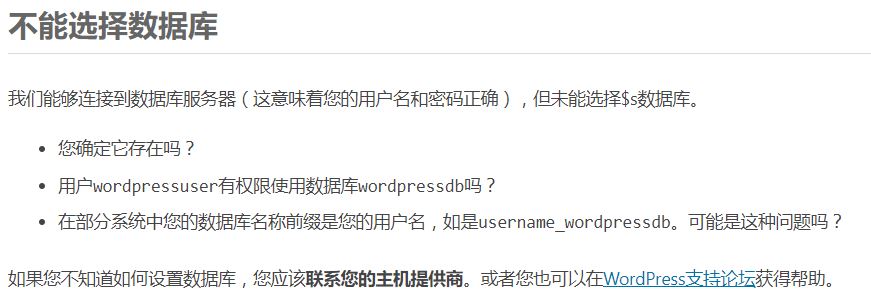 不能选择数据库
我们能够连接到数据库服务器（这意味着您的用户名和密码正确），但未能选择$s数据库。
您确定它存在吗？
用户wordpressuser有权限使用数据库wordpressdb吗？
在部分系统中您的数据库名称前缀是您的用户名，如是username_wordpressdb。可能是这种问题吗？
如果您不知道如何设置数据库，您应该联系您的主机提供商。或者您也可以在WordPress支持论坛获得帮助。